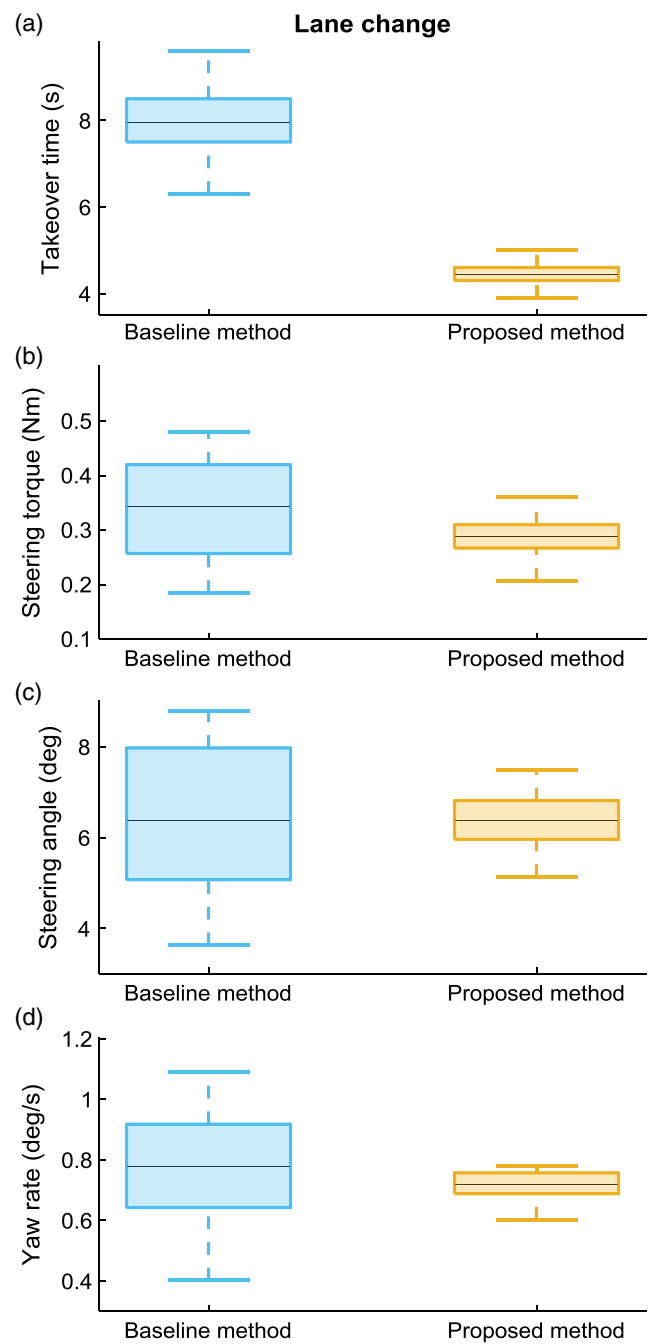 (a)
Lane change
Takeover time (s)
8
6
4
Baseline method
Proposed method
(b)
Steering torque (Nm)
0.5
0.4
0.3
0.2
0.1
Baseline method
Proposed method
(c)
Steering angle (deg)
8
6
4
Baseline method
Proposed method
(d)
Yaw rate (deg/s)
1.2
1
0.8
0.6
0.4
Baseline method
Proposed method